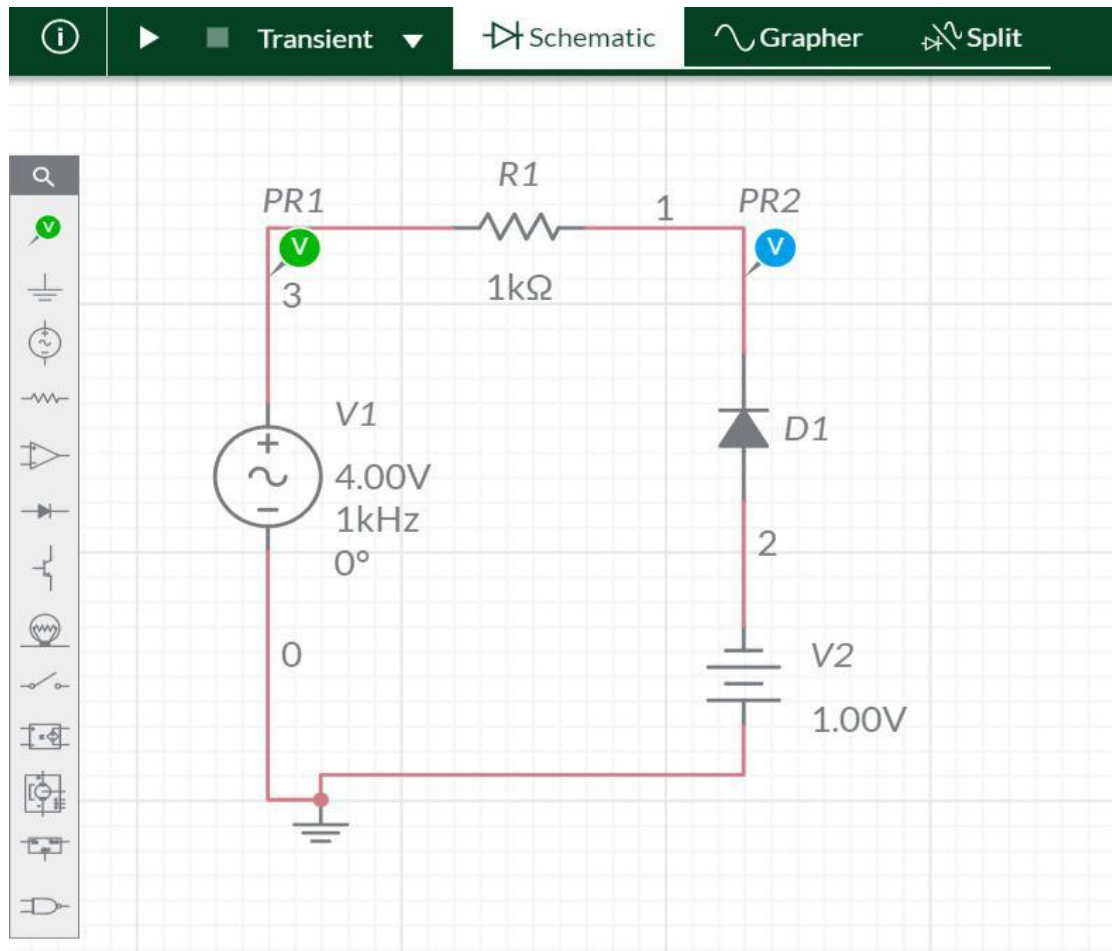 Transient
Schematic
Grapher
Split
PR1
R1
1
PR2
V
V
3
1kΩ
V1
4.00V
1kHz
0°
D1
2
0
V2
1.00V
V